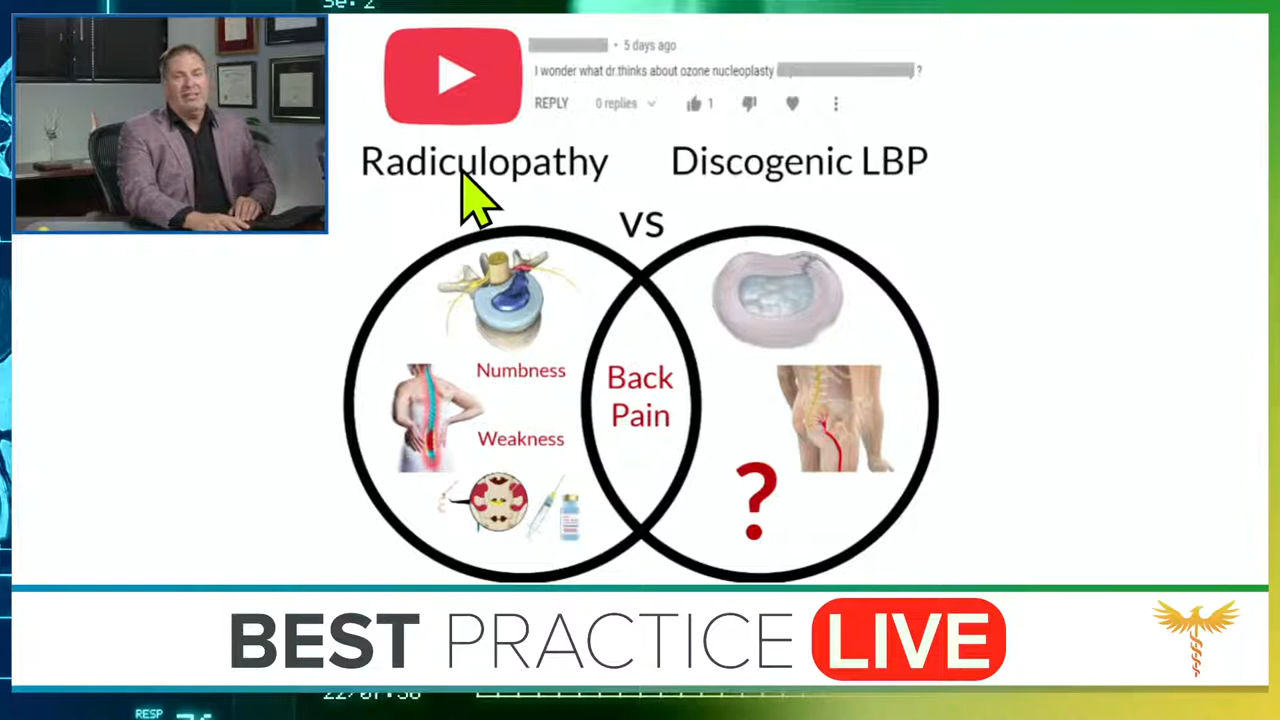 • 5 days ago
I wonder what dr.thinks about ozone nucleoplasty ?
REPLY 0 replies 1
Radiculopathy Discogenic LBP
VS
Numbness
Weakness
Back
Pain
?
BEST PRACTICE LIVE
RESP